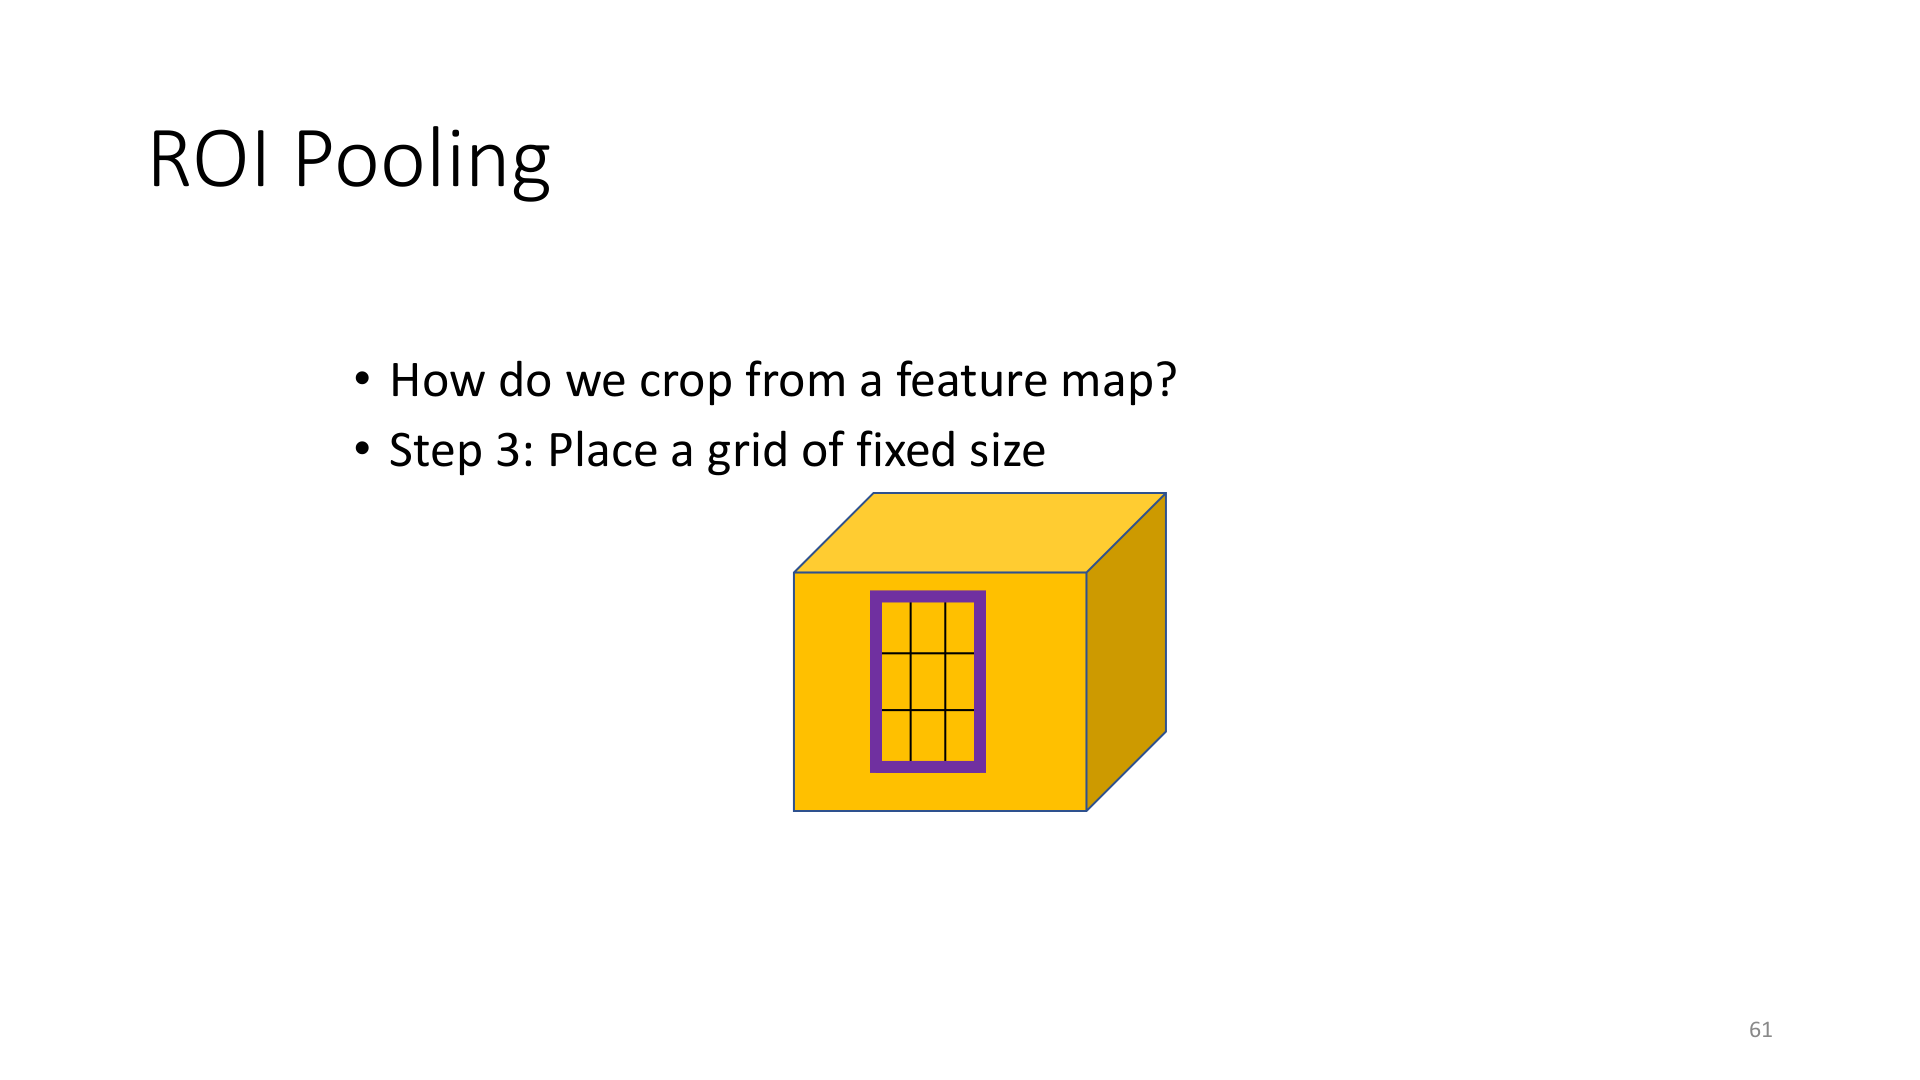 ROI Pooling
• How do we crop from a feature map?
• Step 3: Place a grid of fixed size
61